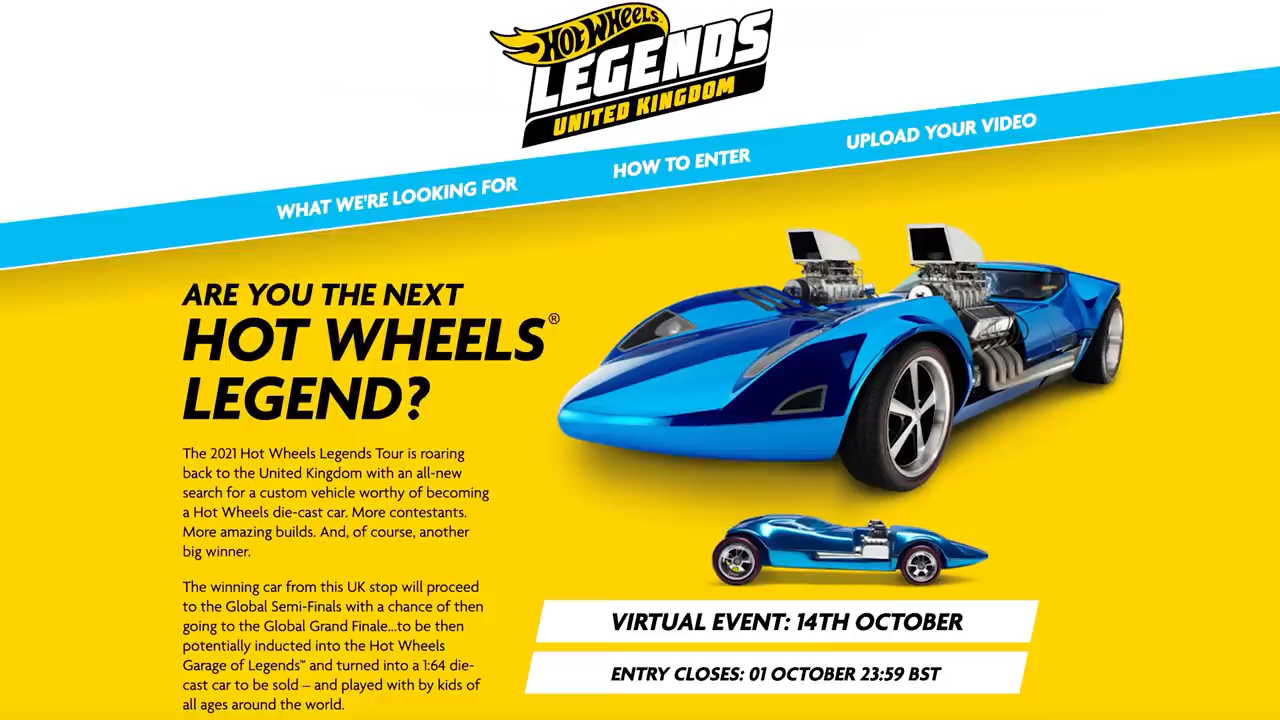 HOT WHEELS
LEGENDS
UNITED KINGDOM
WHAT WE'RE LOOKING FOR
HOW TO ENTER
UPLOAD YOUR VIDEO
ARE YOU THE NEXT
HOT WHEELS®
LEGEND?
The 2021 Hot Wheels Legends Tour is roaring
back to the United Kingdom with an all-new
search for a custom vehicle worthy of becoming
a Hot Wheels die-cast car. More contestants.
More amazing builds. And, of course, another
big winner.
The winning car from this UK stop will proceed
to the Global Semi-Finals with a chance of then
going to the Global Grand Finale...to be then
potentially inducted into the Hot Wheels
Garage of Legends™ and turned into a 1:64 die-
cast car to be sold – and played with by kids of
all ages around the world.
VIRTUAL EVENT: 14TH OCTOBER
ENTRY CLOSES: 01 OCTOBER 23:59 BST